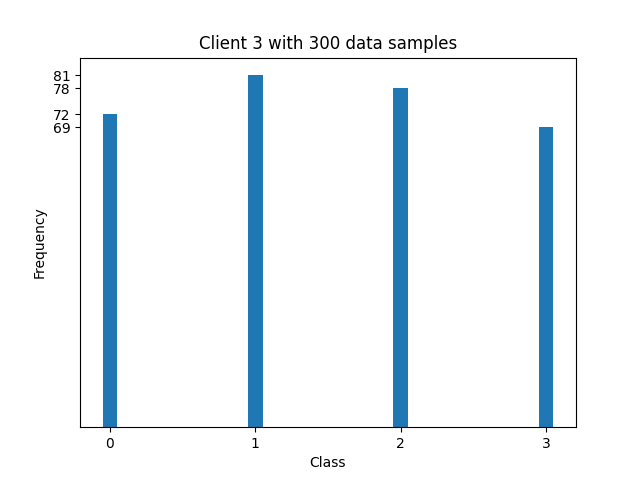 Client 3 with 300 data samples
81
78
72
69
Frequency
0 1 2 3
Class